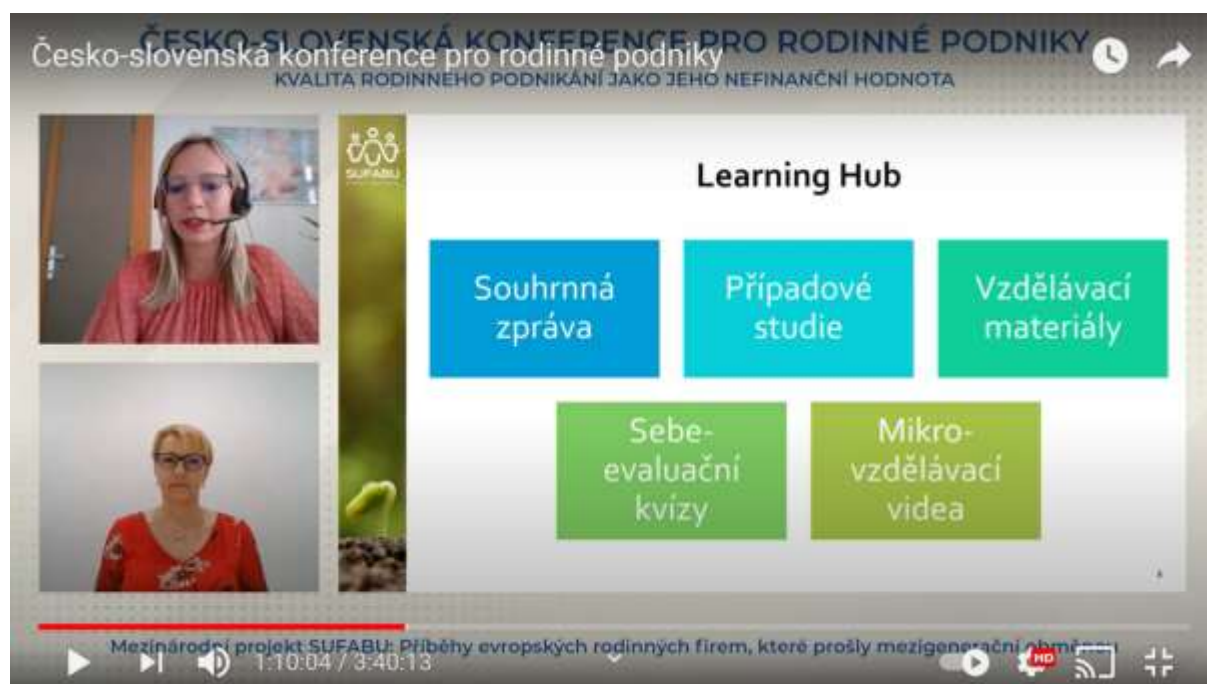 ČESKO-SLOVENSKÁ KONFERENCE PRO RODINNÉ PODNIKY
Česko-slovenská konference pro rodinné podniky
KVALITA RODINNÉHO PODNIKÁNÍ JAKO JEHO NEFINANČNÍ HODNOTA
SUFABU
Learning Hub
Souhrnná
zpráva
Případové
studie
Vzdělávací
materiály
Sebe-
evaluační
kvízy
Mikro-
vzdělávací
videa
Mezinárodní projekt SUFABU: Příběhy evropských rodinných firem, které prošly mezigenerační obměnou
1:10:04 / 3:40:13
HD